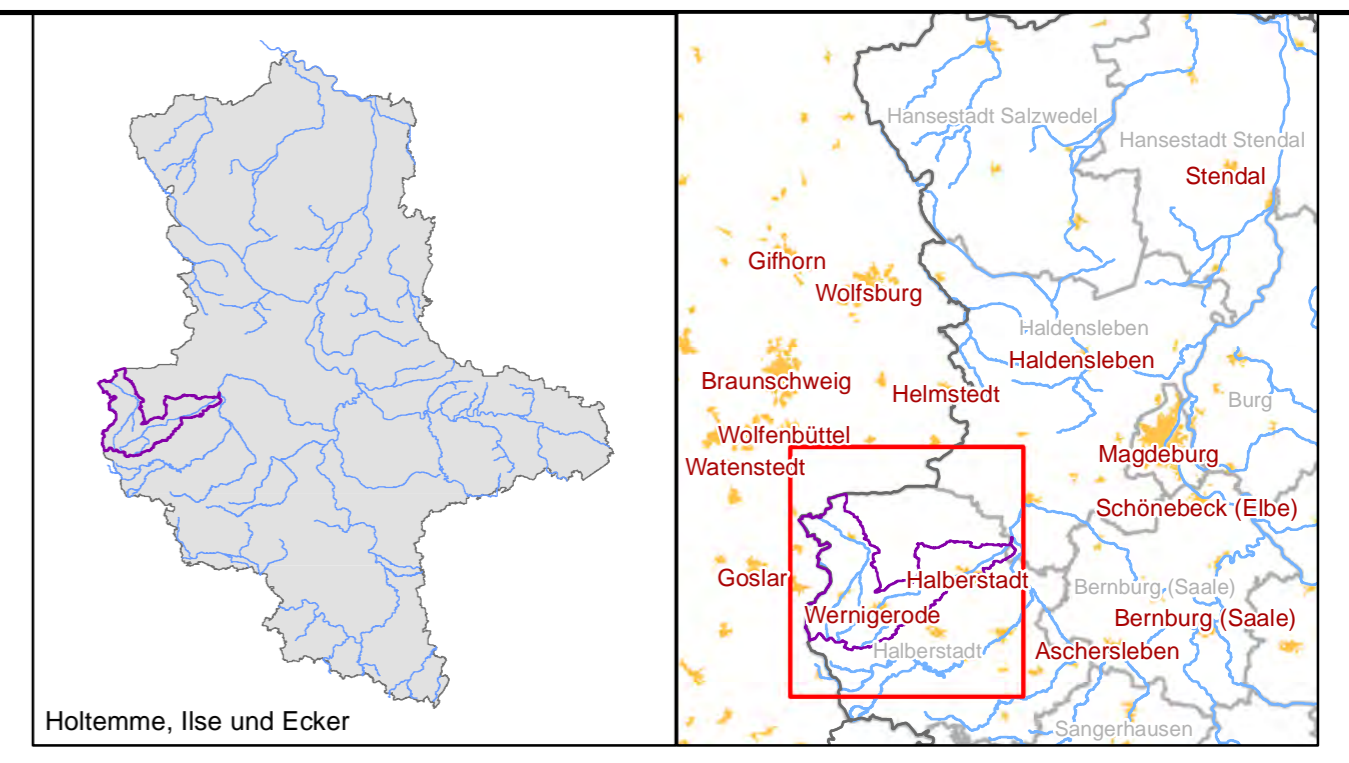 Holtemme, Ilse und Ecker
Hansestadt Salzwedel
Hansestadt Stendal
Stendal
Gifhorn
Wolfsburg
Haldensleben
Haldensleben
Braunschweig
Helmstedt
Burg
Wolfenbüttel
Magdeburg
Watenstedt
Schönebeck (Elbe)
Goslar
Halberstadt
Bernburg (Saale)
Wernigerode
Bernburg (Saale)
Halberstadt
Aschersleben
Sangerhausen